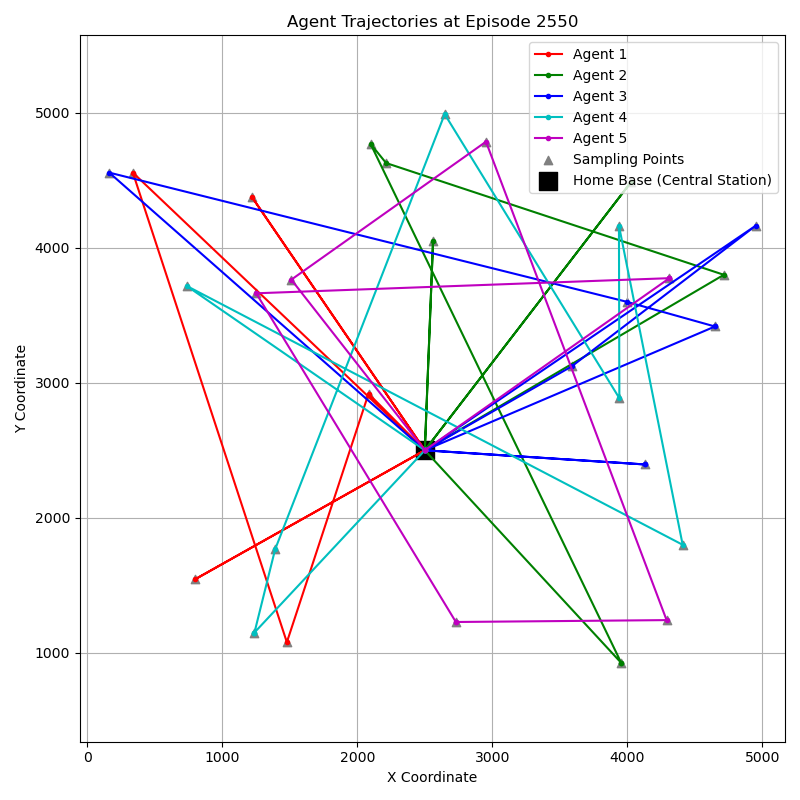 Agent Trajectories at Episode 2550
Agent 1
Agent 2
Agent 3
Agent 4
Agent 5
Sampling Points
Home Base (Central Station)
Y Coordinate
5000
4000
3000
2000
1000
0 1000 2000 3000 4000 5000
X Coordinate